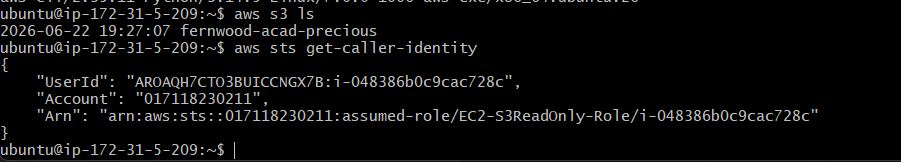 ubuntu@ip-172-31-5-209:~$ aws s3 ls
2026-06-22 19:27:07 fernwood-acad-precious
ubuntu@ip-172-31-5-209:~$ aws sts get-caller-identity
{
    "UserId": "AROAQH7CTO3BUICCNGX7B:i-048386b0c9cac728c",
    "Account": "017118230211",
    "Arn": "arn:aws:sts::017118230211:assumed-role/EC2-S3ReadOnly-Role/i-048386b0c9cac728c"
}
ubuntu@ip-172-31-5-209:~$